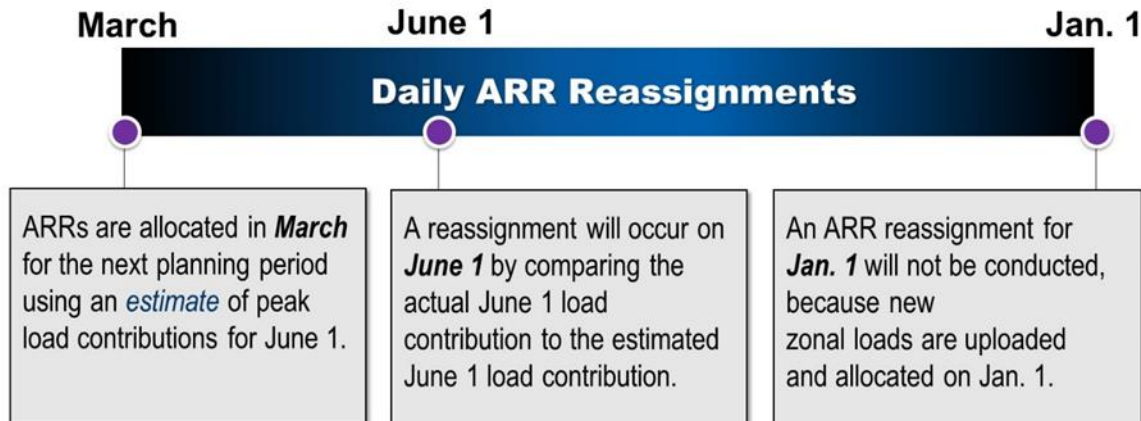 March
June 1
Jan. 1
Daily ARR Reassignments
ARRs are allocated in March
for the next planning period
using an estimate of peak
load contributions for June 1.
A reassignment will occur on
June 1 by comparing the
actual June 1 load
contribution to the estimated
June 1 load contribution.
An ARR reassignment for
Jan. 1 will not be conducted,
because new
zonal loads are uploaded
and allocated on Jan. 1.